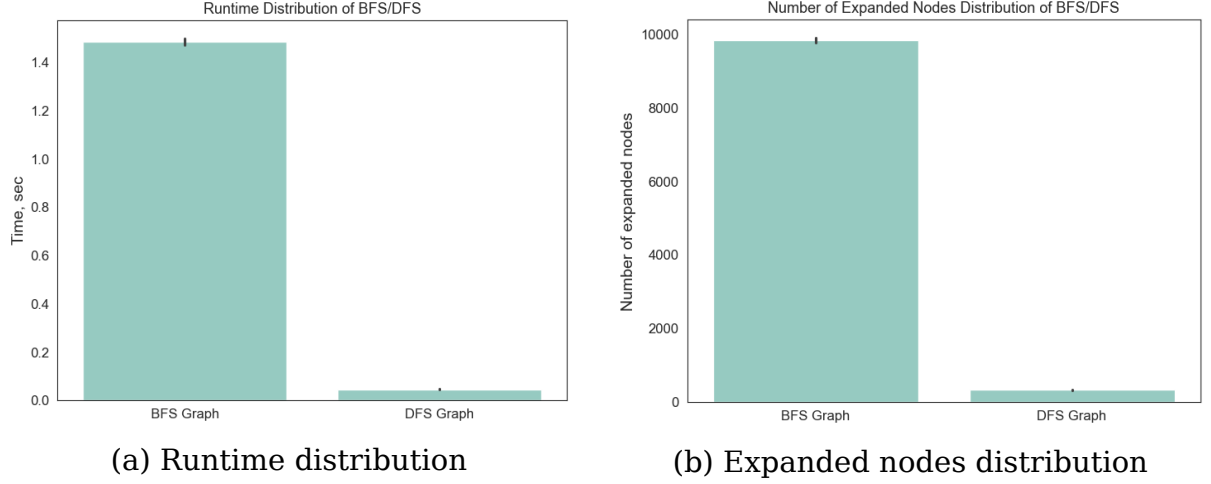 Runtime Distribution of BFS/DFS
Time, sec
1.4
1.2
1.0
0.8
0.6
0.4
0.2
0.0
BFS Graph
DFS Graph
(a) Runtime distribution
Number of Expanded Nodes Distribution of BFS/DFS
Number of expanded nodes
10000
8000
6000
4000
2000
0
BFS Graph
DFS Graph
(b) Expanded nodes distribution